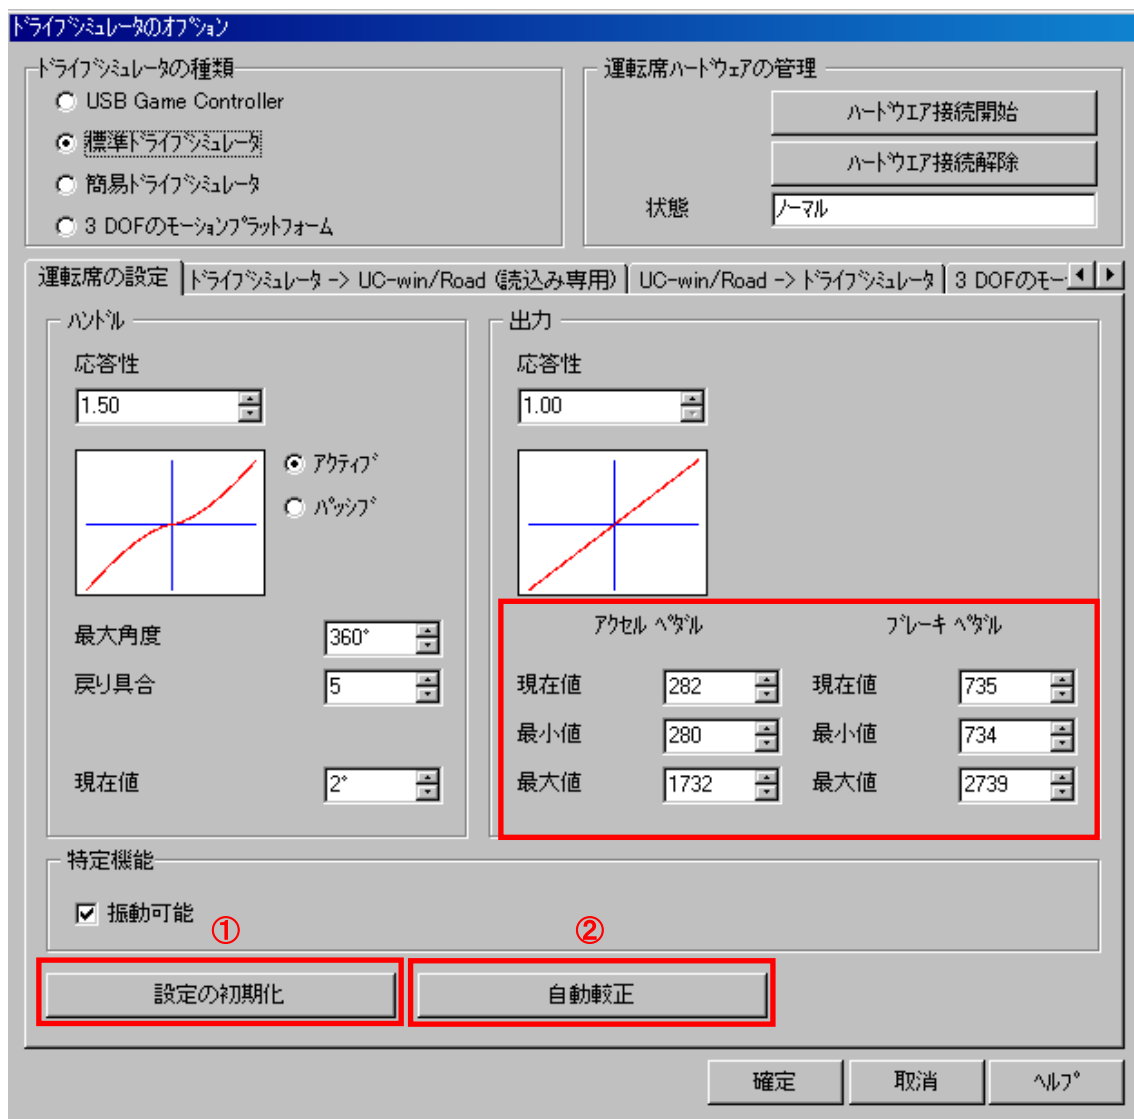 ﾄﾞﾗｲﾌﾞｼﾐｭﾚｰﾀのｵﾌﾟｼｮﾝ
ﾄﾞﾗｲﾌﾞｼﾐｭﾚｰﾀの種類
USB Game Controller
標準ﾄﾞﾗｲﾌﾞｼﾐｭﾚｰﾀ
簡易ﾄﾞﾗｲﾌﾞｼﾐｭﾚｰﾀ
3 DOFのﾓｰｼｮﾝﾌﾟﾗｯﾄﾌｫｰﾑ
運転席ﾊｰﾄﾞｳｪｱの管理
ﾊｰﾄﾞｳｴｱ接続開始
ﾊｰﾄﾞｳｴｱ接続解除
状態 ﾉｰﾏﾙ
運転席の設定 ﾄﾞﾗｲﾌﾞｼﾐｭﾚｰﾀ -> UC-win/Road (読込み専用) UC-win/Road -> ﾄﾞﾗｲﾌﾞｼﾐｭﾚｰﾀ 3 DOFのﾓｰ
ﾊﾝﾄﾞﾙ
応答性
1.50
ｱｸﾃｨﾌﾞ
ﾊﾟｯｼﾌﾞ
最大角度 360°
戻り具合 5
現在値 2°
出力
応答性
1.00
ｱｸｾﾙ ﾍﾟﾀﾞﾙ ﾌﾞﾚｰｷ ﾍﾟﾀﾞﾙ
現在値 282 現在値 735
最小値 280 最小値 734
最大値 1732 最大値 2739
特定機能
振動可能
① ②
設定の初期化 自動較正
確定 取消 ﾍﾙﾌﾟ